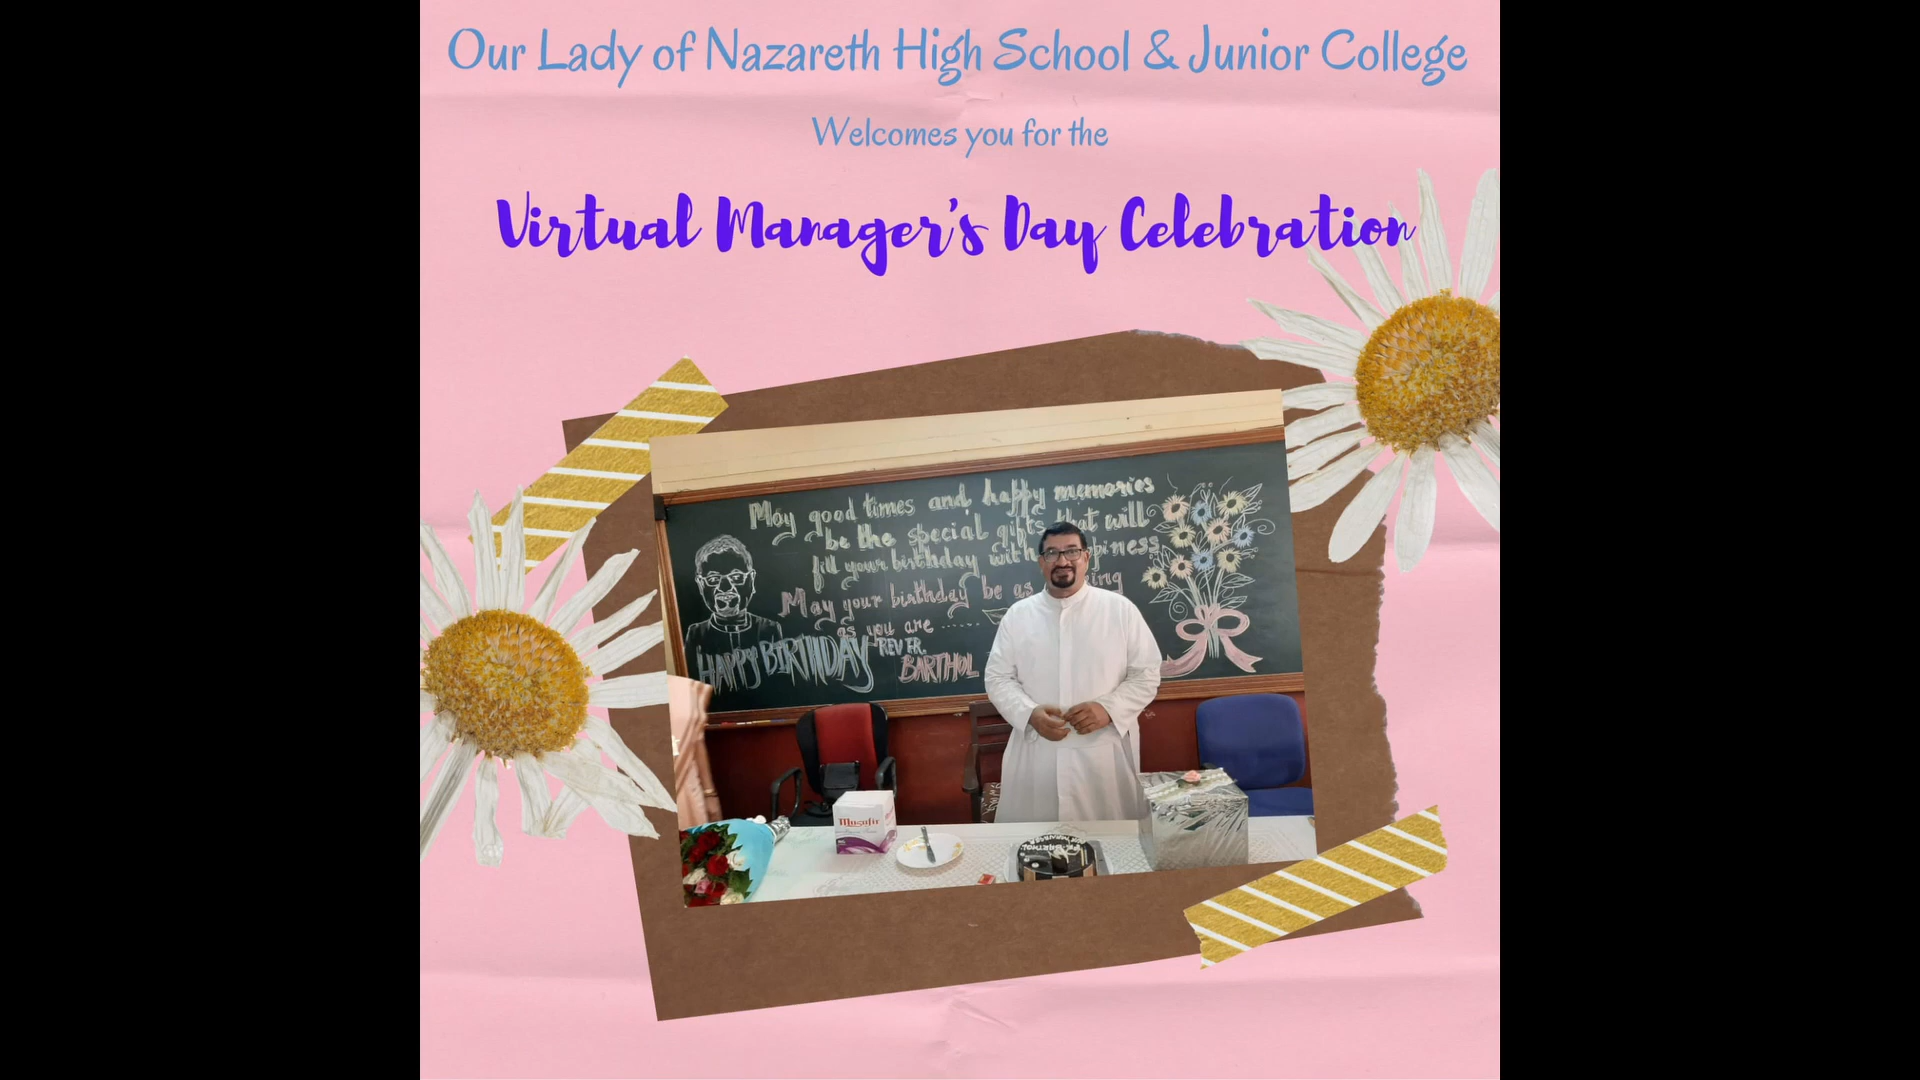 Our Lady of Nazareth High School & Junior College
Welcomes you for the
Virtual Manager's Day Celebration
May good times and happy memories
be the special gifts that will
fill your birthday with
May your birthday be as
as you are ......
HAPPY BIRTHDAY REV FR.
BARTHOL
Musafir